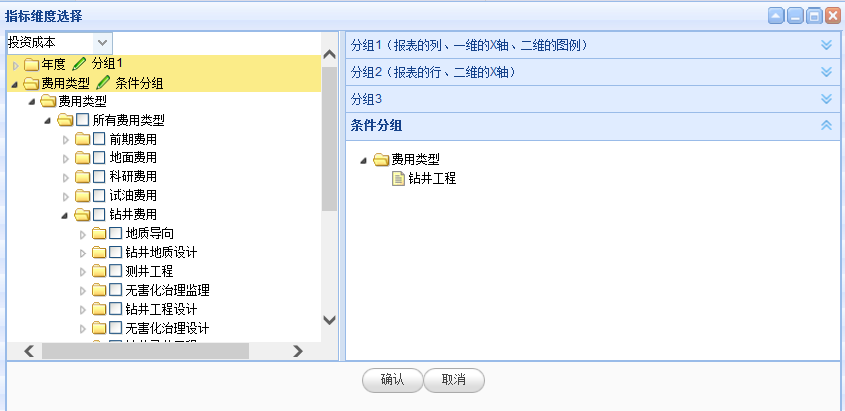 指标维度选择
投资成本
年度 分组1
费用类型 条件分组
费用类型
所有费用类型
前期费用
地面费用
科研费用
试油费用
钻井费用
地质导向
钻井地质设计
测井工程
无害化治理监理
钻井工程设计
无害化治理设计
分组1（报表的列、一维的X轴、二维的图例）
分组2（报表的行、二维的X轴）
分组3
条件分组
费用类型
钻井工程
确认
取消